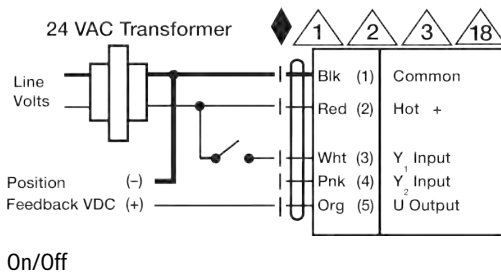 24 VAC Transformer
1 2 3 18
Line Volts
Blk (1) Common
Red (2) Hot +
Wht (3) Y1 Input
Pnk (4) Y2 Input
Org (5) U Output
Position (–)
Feedback VDC (+)
On/Off